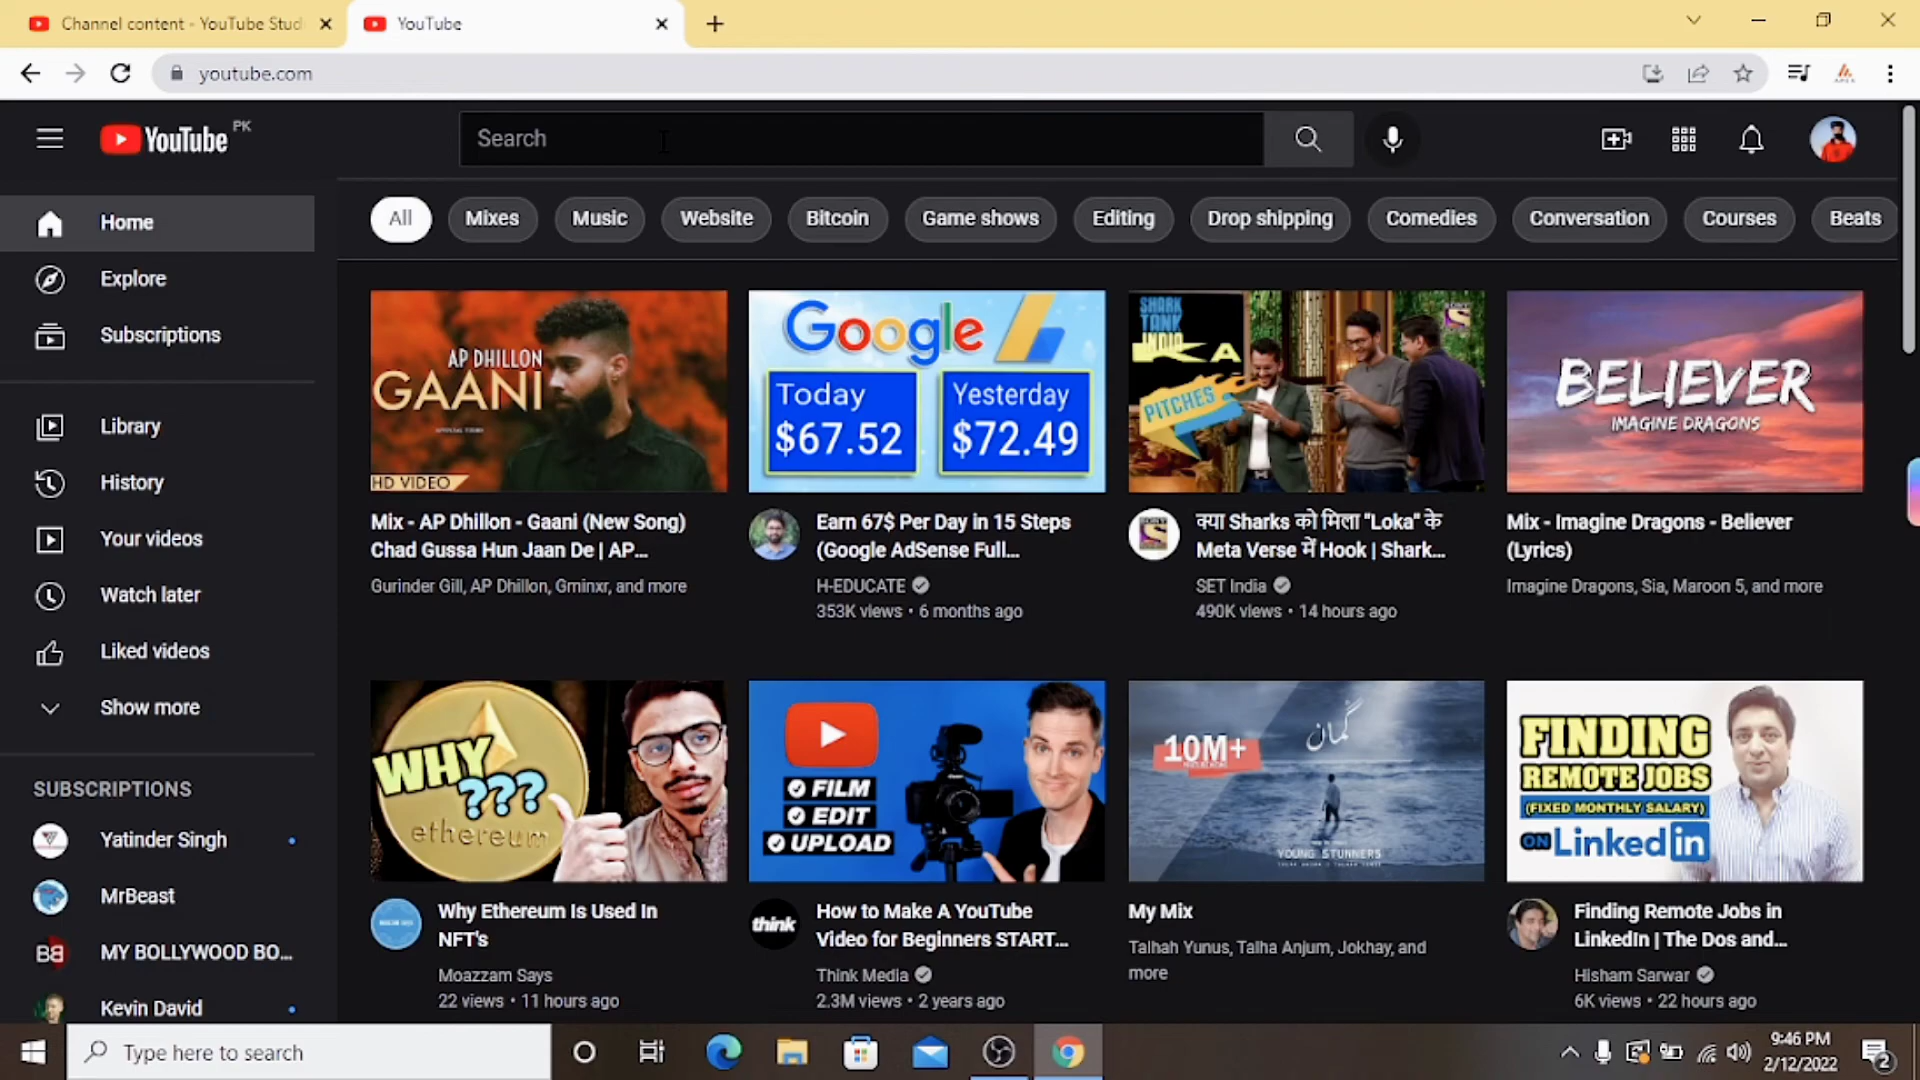 Channel content - YouTube Stud
YouTube
youtube.com
YouTube PK
Search
Home
Explore
Subscriptions
Library
History
Your videos
Watch later
Liked videos
Show more
SUBSCRIPTIONS
Yatinder Singh
MrBeast
MY BOLLYWOOD BO...
Kevin David
All
Mixes
Music
Website
Bitcoin
Game shows
Editing
Drop shipping
Comedies
Conversation
Courses
Beats
AP DHILLON
GAANI
HD VIDEO
Mix - AP Dhillon - Gaani (New Song)
Chad Gussa Hun Jaan De | AP...
Gurinder Gill, AP Dhillon, Gminxr, and more
Google
Today
$67.52
Yesterday
$72.49
Earn 67$ Per Day in 15 Steps
(Google AdSense Full...
H-EDUCATE
353K views • 6 months ago
SHARK
TANK
INDIA
KA
PITCHES
क्या Sharks को मिला "Loka" के
Meta Verse में Hook | Shark...
SET India
490K views • 14 hours ago
BELIEVER
IMAGINE DRAGONS
Mix - Imagine Dragons - Believer
(Lyrics)
Imagine Dragons, Sia, Maroon 5, and more
WHY
???
ethereum
Why Ethereum Is Used In
NFT's
Moazzam Says
22 views • 11 hours ago
FILM
EDIT
UPLOAD
think
How to Make A YouTube
Video for Beginners START...
Think Media
2.3M views • 2 years ago
10M+
گمان
YOUNG STUNNERS
My Mix
Talhah Yunus, Talha Anjum, Jokhay, and
more
FINDING
REMOTE JOBS
(FIXED MONTHLY SALARY)
ON LinkedIn
Finding Remote Jobs in
LinkedIn | The Dos and...
Hisham Sarwar
6K views • 22 hours ago
Type here to search
9:46 PM
2/12/2022
2